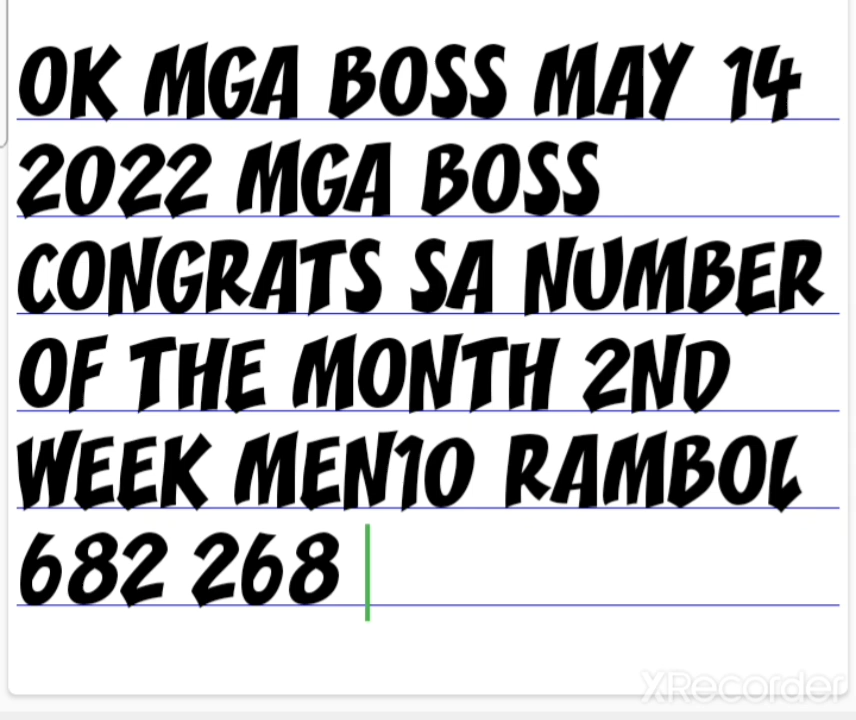 OK MGA BOSS MAY 14
2022 MGA BOSS
CONGRATS SA NUMBER
OF THE MONTH 2ND
WEEK MEN10 RAMBOL
682 268
XRecorder